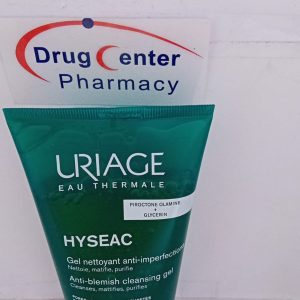 Drug Center
Pharmacy
URIAGE
EAU THERMALE
PIROCTONE OLAMINE
+
GLYCERIN
HYSEAC
Gel nettoyant anti-imperfections
Nettoie, matifie, purifie
Anti-blemish cleansing gel
Cleanses, mattifies, purifies